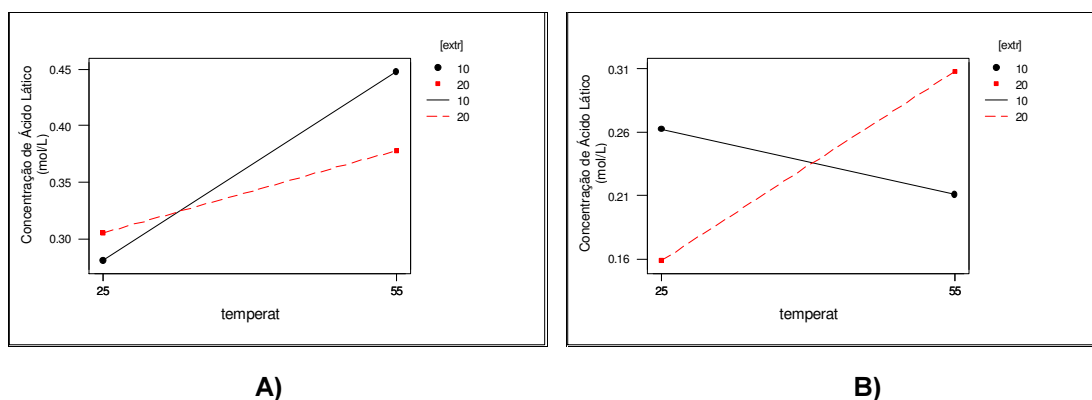 [extr]
10
20
10
20
Concentração de Ácido Lático
(mol/L)
0.45
0.40
0.35
0.30
25
55
temperat
A)
[extr]
10
20
10
20
Concentração de Ácido Lático
(mol/L)
0.31
0.26
0.21
0.16
25
55
temperat
B)